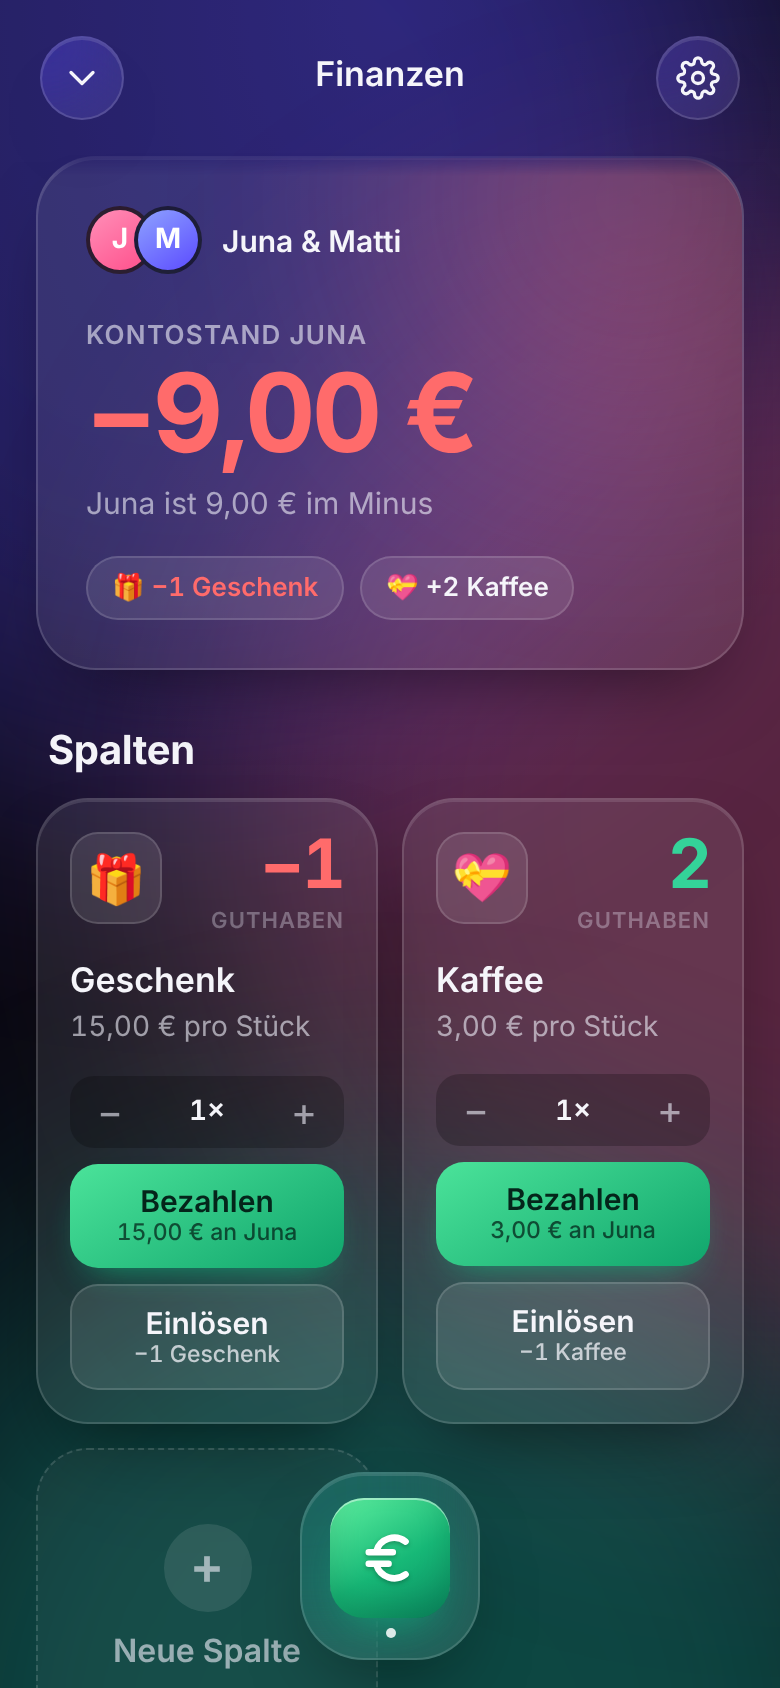 Finanzen
J M Juna & Matti
KONTOSTAND JUNA
−9,00 €
Juna ist 9,00 € im Minus
🎁 −1 Geschenk 💝 +2 Kaffee
Spalten
−1
GUTHABEN
Geschenk
15,00 € pro Stück
− 1× +
Bezahlen
15,00 € an Juna
Einlösen
−1 Geschenk
2
GUTHABEN
Kaffee
3,00 € pro Stück
− 1× +
Bezahlen
3,00 € an Juna
Einlösen
−1 Kaffee
+
Neue Spalte
€